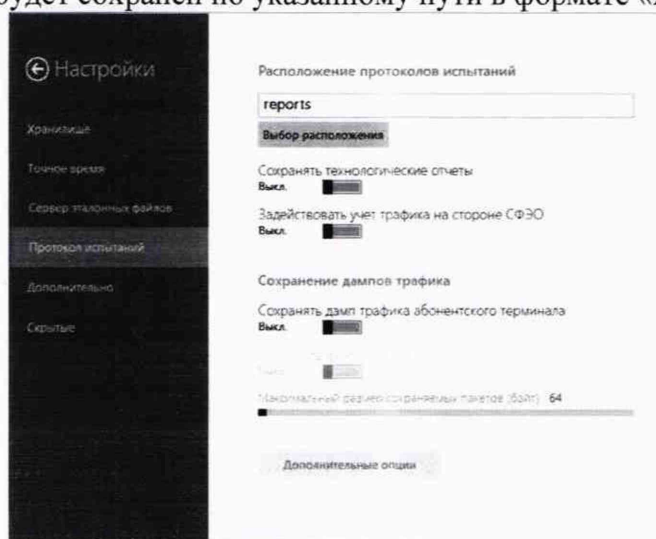 будет сохранен по указанному пути в формате
Настройки
Расположение протоколов испытаний
reports
Хранилище
Выбор расположения
Точное время
Сохранять технологические отчеты
Выкл.
Сервер эталонных файлов
Задействовать учет трафика на стороне СФЭО
Выкл.
Протокол испытаний
Дополнительно
Сохранение дампов трафика
Сохранять дамп трафика абонентского терминала
Выкл.
Скрытые
Максимальный размер сохраняемых пакетов (байт) 64
Дополнительные опции